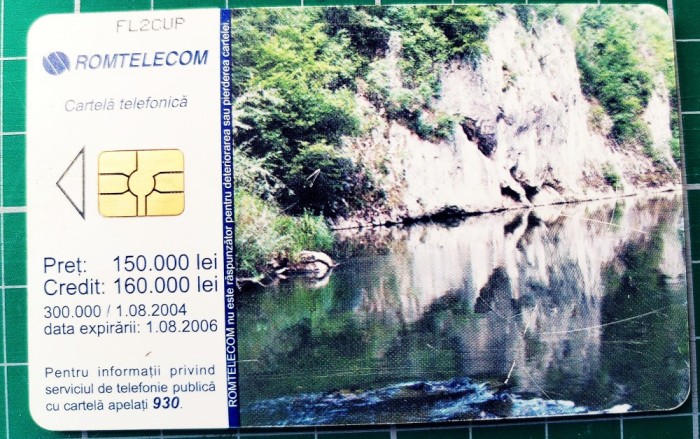 FL2CUP
ROMTELECOM
Cartelă telefonică
Preț: 150.000 lei
Credit: 160.000 lei
300.000 / 1.08.2004
data expirării: 1.08.2006
Pentru informații privind
serviciul de telefonie publică
cu cartelă apelați 930.
ROMTELECOM nu este răspunzător pentru deteriorarea sau pierderea cartelei.